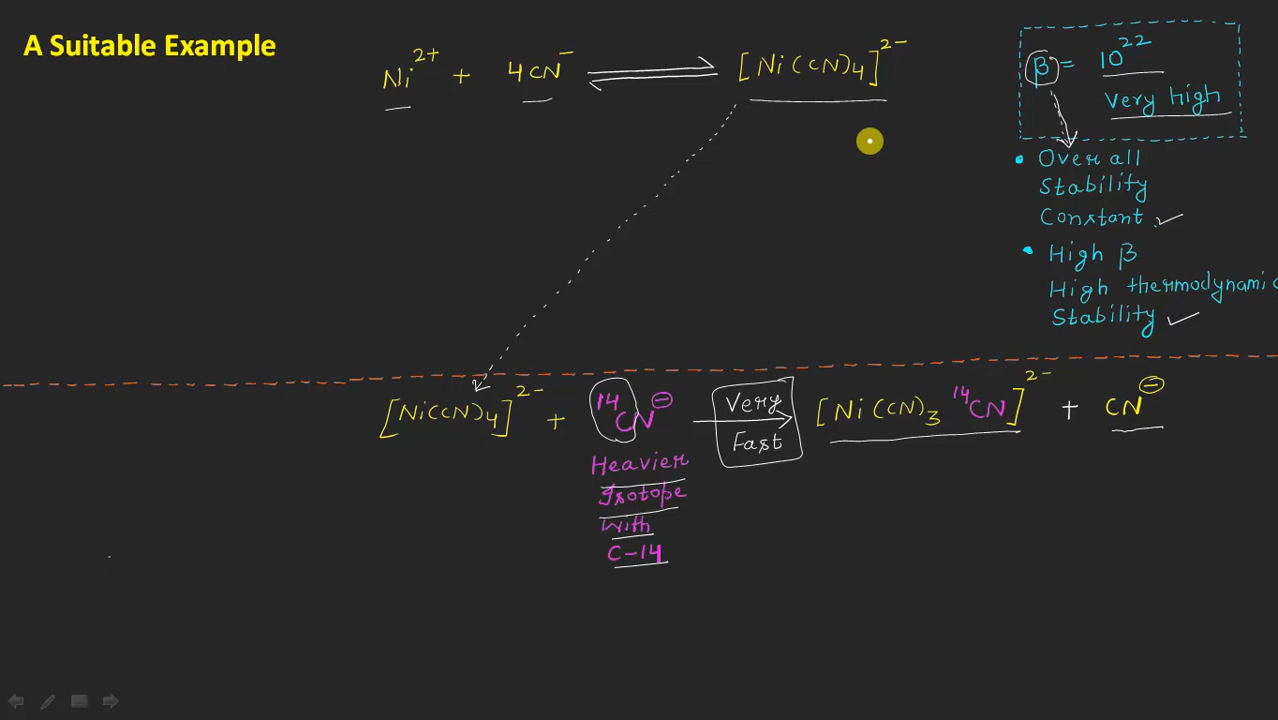 A Suitable Example
Ni²⁺ + 4CN⁻ ⇌ [Ni(CN)₄]²⁻
β = 10²²
Very high
• Overall
Stability
Constant ✓
• High β
High thermodynamic
Stability ✓
[Ni(CN)₄]²⁻ + ¹⁴CN⊖ → [Ni(CN)₃ ¹⁴CN]²⁻ + CN⊖
Very
Fast
Heavier
Isotope
With
C-14